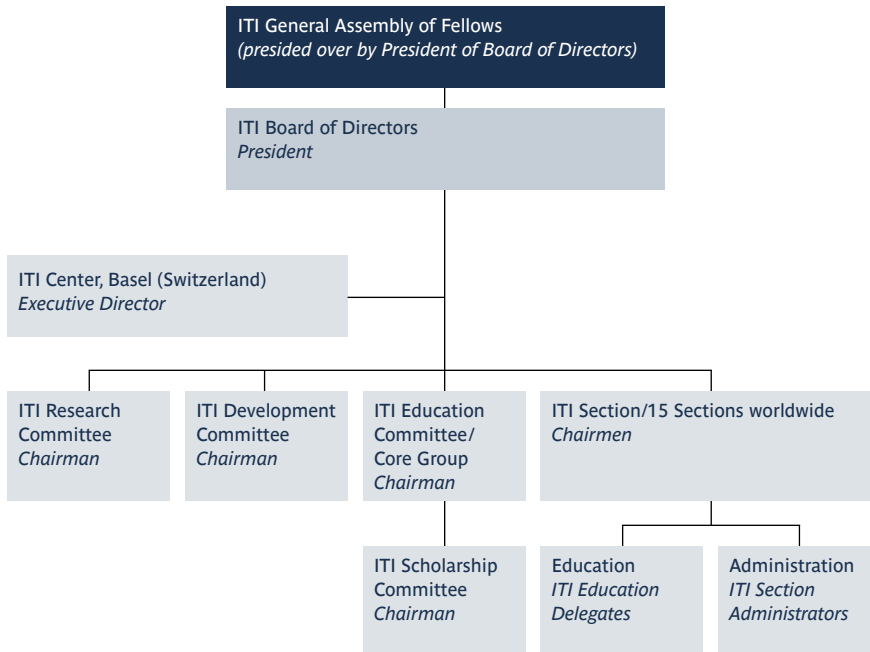 ITI General Assembly of Fellows
(presided over by President of Board of Directors)
ITI Board of Directors
President
ITI Center, Basel (Switzerland)
Executive Director
ITI Research
Committee
Chairman
ITI Development
Committee
Chairman
ITI Education
Committee/
Core Group
Chairman
ITI Section/15 Sections worldwide
Chairmen
ITI Scholarship
Committee
Chairman
Education
ITI Education
Delegates
Administration
ITI Section
Administrators